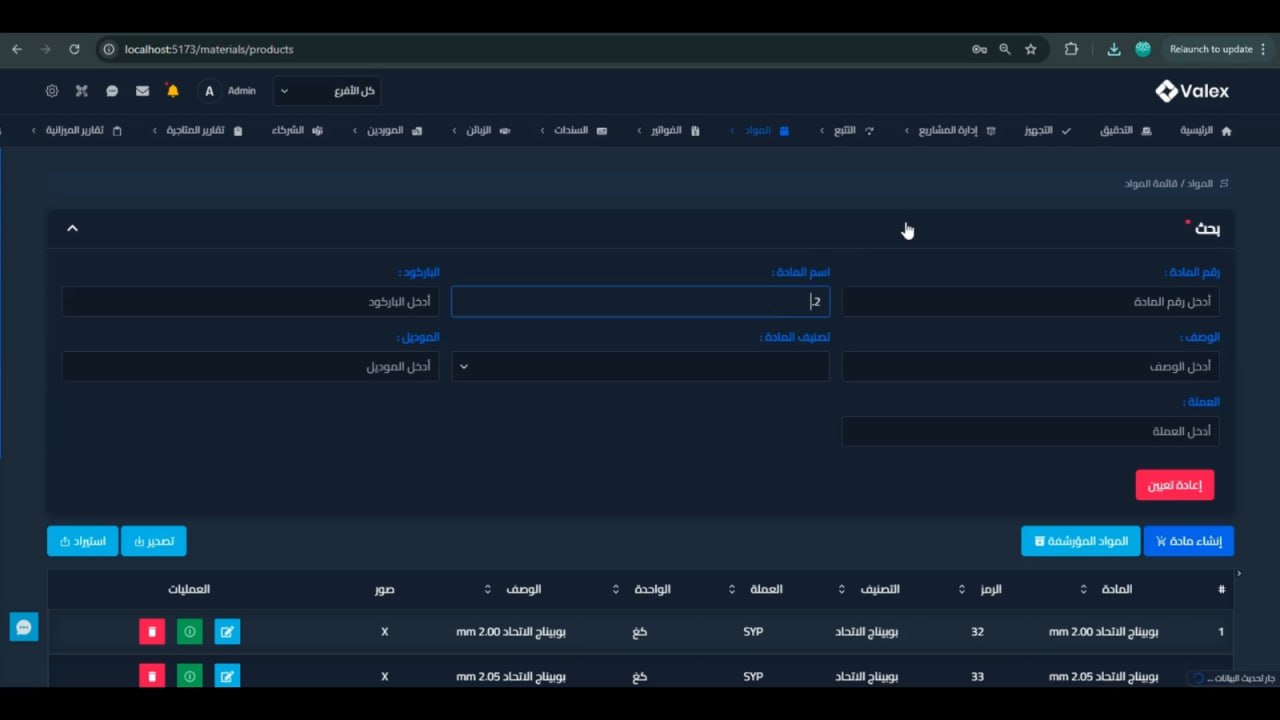 localhost:5173/materials/products
Relaunch to update
Valex
كل الأفرع
Admin
A
الرئيسية
التدقيق
التجهيز
إدارة المشاريع
التتبع
المواد
الفواتير
السندات
الزبائن
الموردين
الشركاء
تقارير المتاجرة
تقارير الميزانية
المواد / قائمة المواد
بحث *
رقم المادة :
اسم المادة :
الباركود :
أدخل رقم المادة
2.
أدخل الباركود
الوصف :
تصنيف المادة :
الموديل :
أدخل الوصف
أدخل الموديل
العملة :
أدخل العملة
إعادة تعيين
إنشاء مادة
المواد المؤرشفة
تصدير
استيراد
# المادة الرمز التصنيف العملة الواحدة الوصف صور العمليات
1 بوبيناج الاتحاد 2.00 mm 32 بوبيناج الاتحاد SYP كغ بوبيناج الاتحاد 2.00 mm X
بوبيناج الاتحاد 2.05 mm 33 بوبيناج الاتحاد SYP كغ بوبيناج الاتحاد 2.05 mm X
جار تحديث البيانات ...